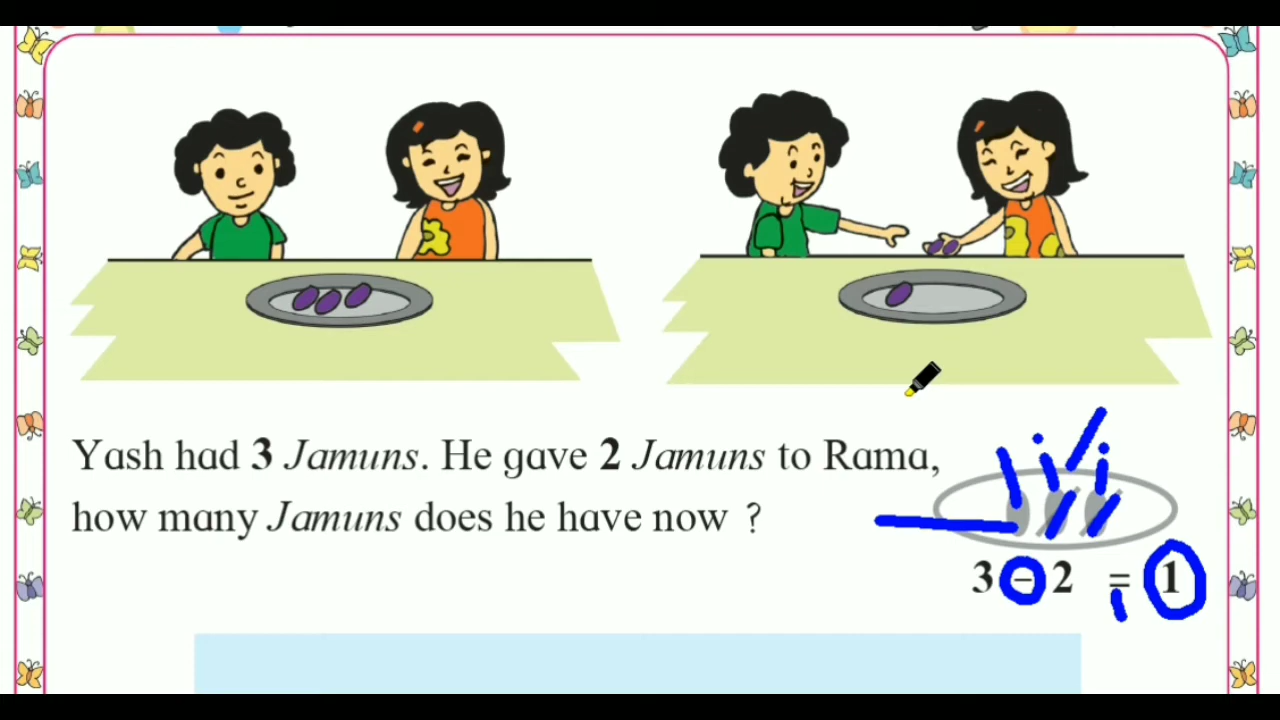 Yash had 3 Jamuns. He gave 2 Jamuns to Rama,
how many Jamuns does he have now ?
3 - 2 = 1